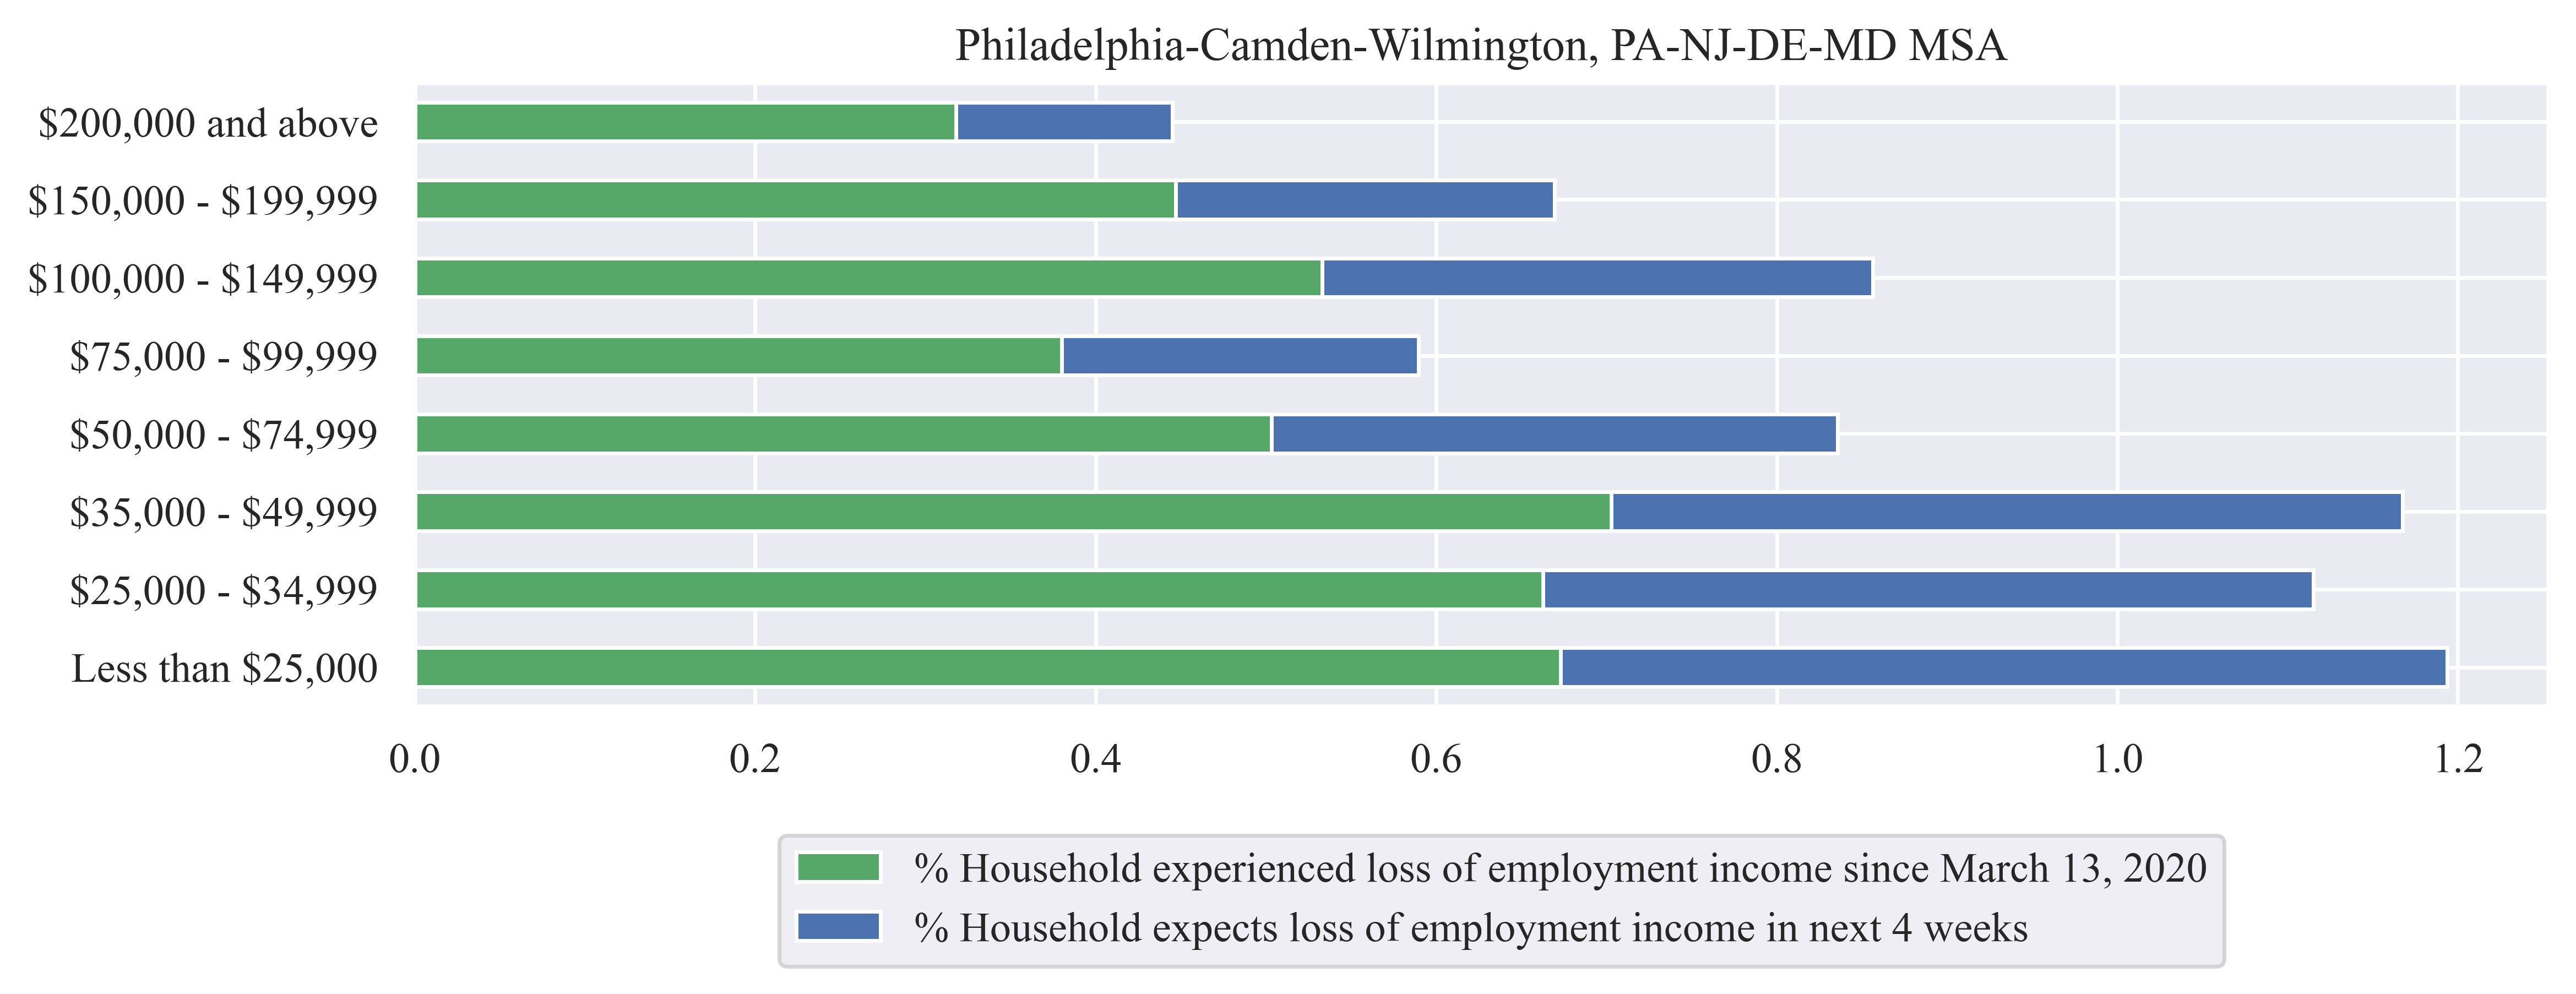 Philadelphia-Camden-Wilmington, PA-NJ-DE-MD MSA
$200,000 and above
$150,000 - $199,999
$100,000 - $149,999
$75,000 - $99,999
$50,000 - $74,999
$35,000 - $49,999
$25,000 - $34,999
Less than $25,000
0.0 0.2 0.4 0.6 0.8 1.0 1.2
% Household experienced loss of employment income since March 13, 2020
% Household expects loss of employment income in next 4 weeks